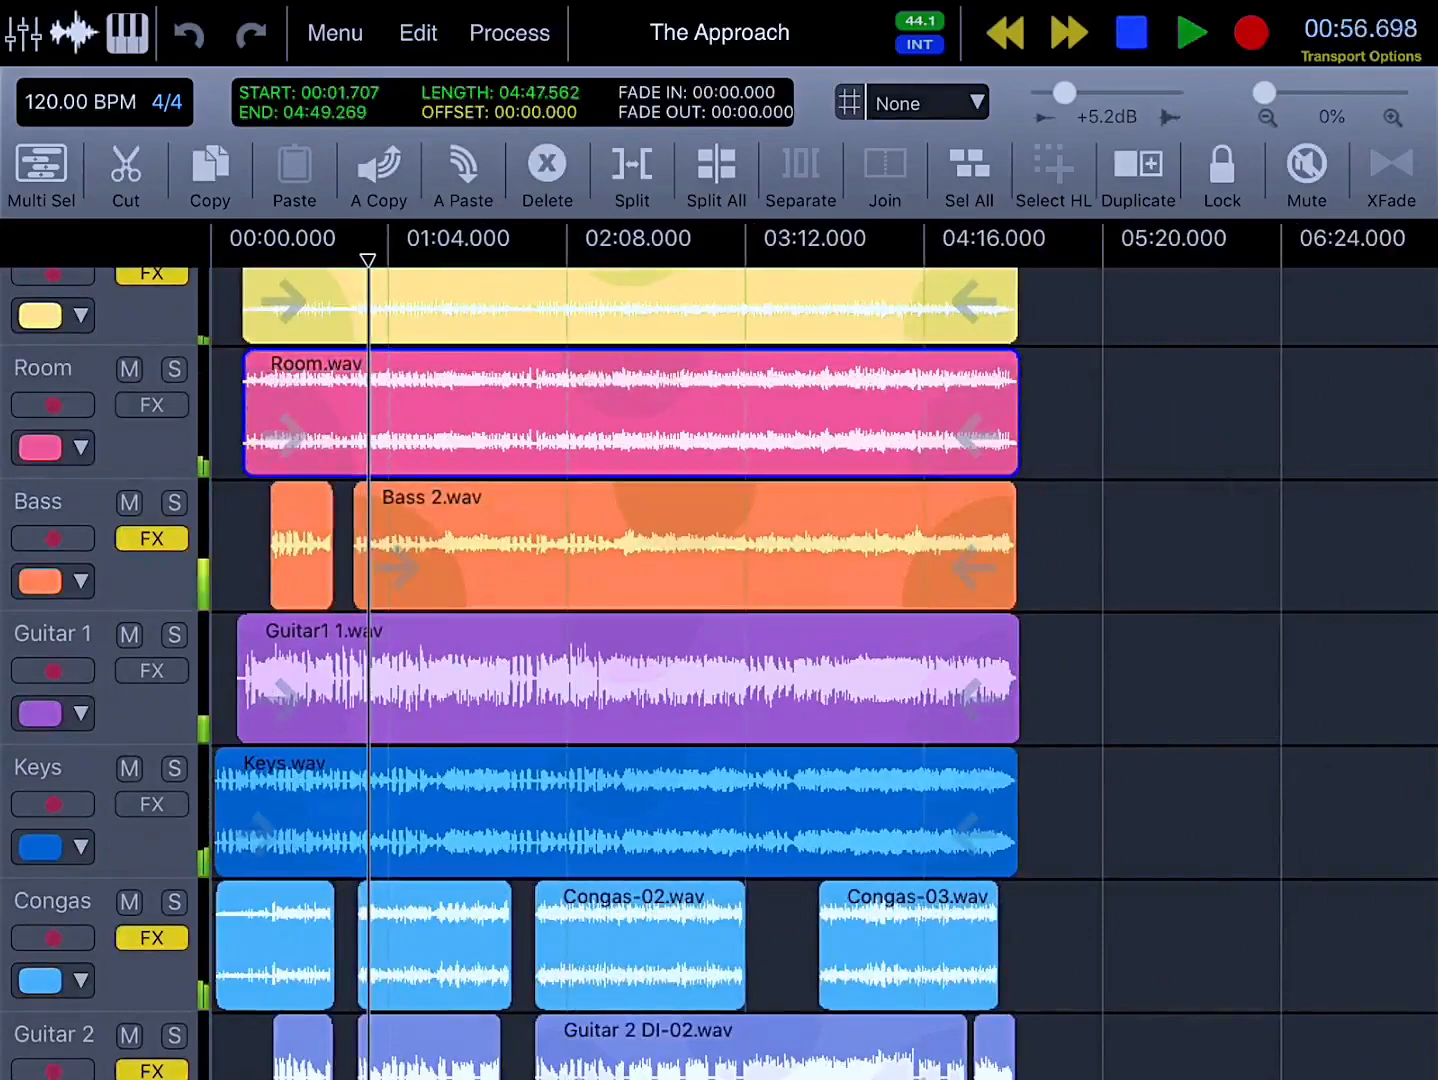 Menu Edit Process The Approach 44.1 00:56.698
INT Transport Options
120.00 BPM 4/4 START: 00:01.707 LENGTH: 04:47.562 FADE IN: 00:00.000 None +5.2dB 0%
END: 04:49.269 OFFSET: 00:00.000 FADE OUT: 00:00.000
Multi Sel Cut Copy Paste A Copy A Paste Delete Split Split All Separate Join Sel All Select HL Duplicate Lock Mute XFade
00:00.000 01:04.000 02:08.000 03:12.000 04:16.000 05:20.000 06:24.000
FX
Room M S Room.wav
FX
Bass M S Bass 2.wav
FX
Guitar 1 M S Guitar1 1.wav
FX
Keys M S Keys.wav
FX
Congas M S Congas-02.wav Congas-03.wav
FX
Guitar 2 M S Guitar 2 DI-02.wav
FX